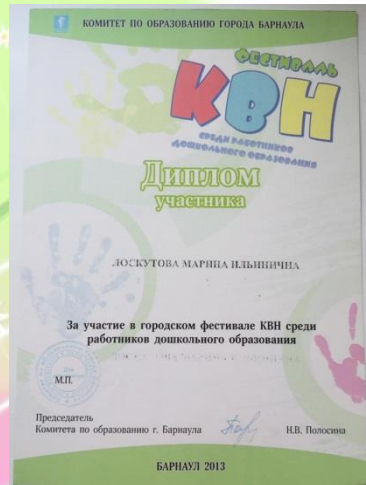 КОМИТЕТ ПО ОБРАЗОВАНИЮ ГОРОДА БАРНАУЛА
ФЕСТИВАЛЬ
КВН
СРЕДИ РАБОТНИКОВ
ДОШКОЛЬНОГО ОБРАЗОВАНИЯ
Диплом
участника
ЛОСКУТОВА МАРИНА ИЛЬИНИЧНА
За участие в городском фестивале КВН среди
работников дошкольного образования
М.П.
Председатель
Комитета по образованию г. Барнаула
Н.В. Полосина
БАРНАУЛ 2013